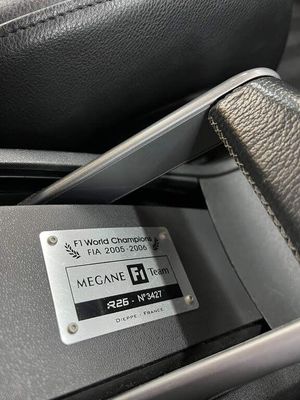 F1 World Champions
FIA 2005-2006
MEGANE F1 Team
R26 - N°3427
DIEPPE / FRANCE